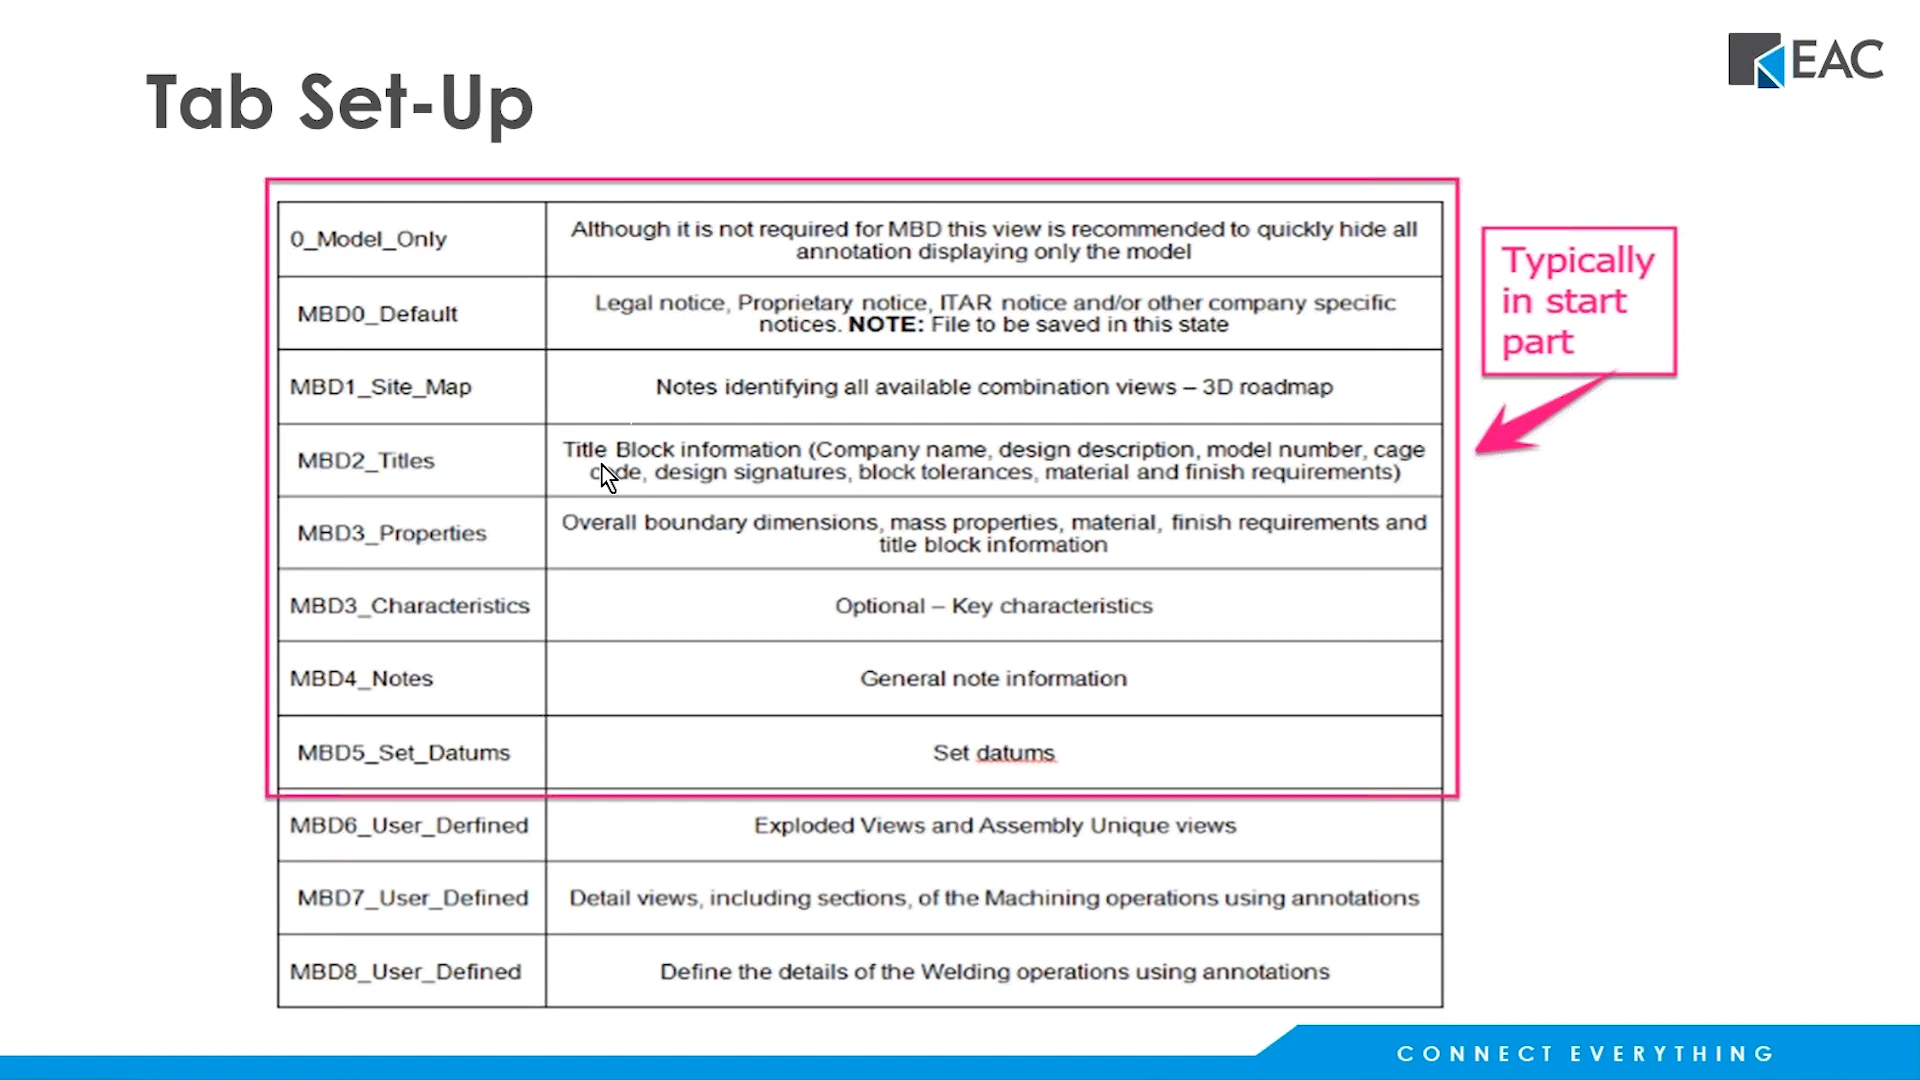 EAC
Tab Set-Up
0_Model_Only
Although it is not required for MBD this view is recommended to quickly hide all
annotation displaying only the model
MBD0_Default
Legal notice, Proprietary notice, ITAR notice and/or other company specific
notices. NOTE: File to be saved in this state
MBD1_Site_Map
Notes identifying all available combination views – 3D roadmap
MBD2_Titles
Title Block information (Company name, design description, model number, cage
code, design signatures, block tolerances, material and finish requirements)
MBD3_Properties
Overall boundary dimensions, mass properties, material, finish requirements and
title block information
MBD3_Characteristics
Optional – Key characteristics
MBD4_Notes
General note information
MBD5_Set_Datums
Set datums
MBD6_User_Derfined
Exploded Views and Assembly Unique views
MBD7_User_Defined
Detail views, including sections, of the Machining operations using annotations
MBD8_User_Defined
Define the details of the Welding operations using annotations
Typically
in start
part
CONNECT EVERYTHING